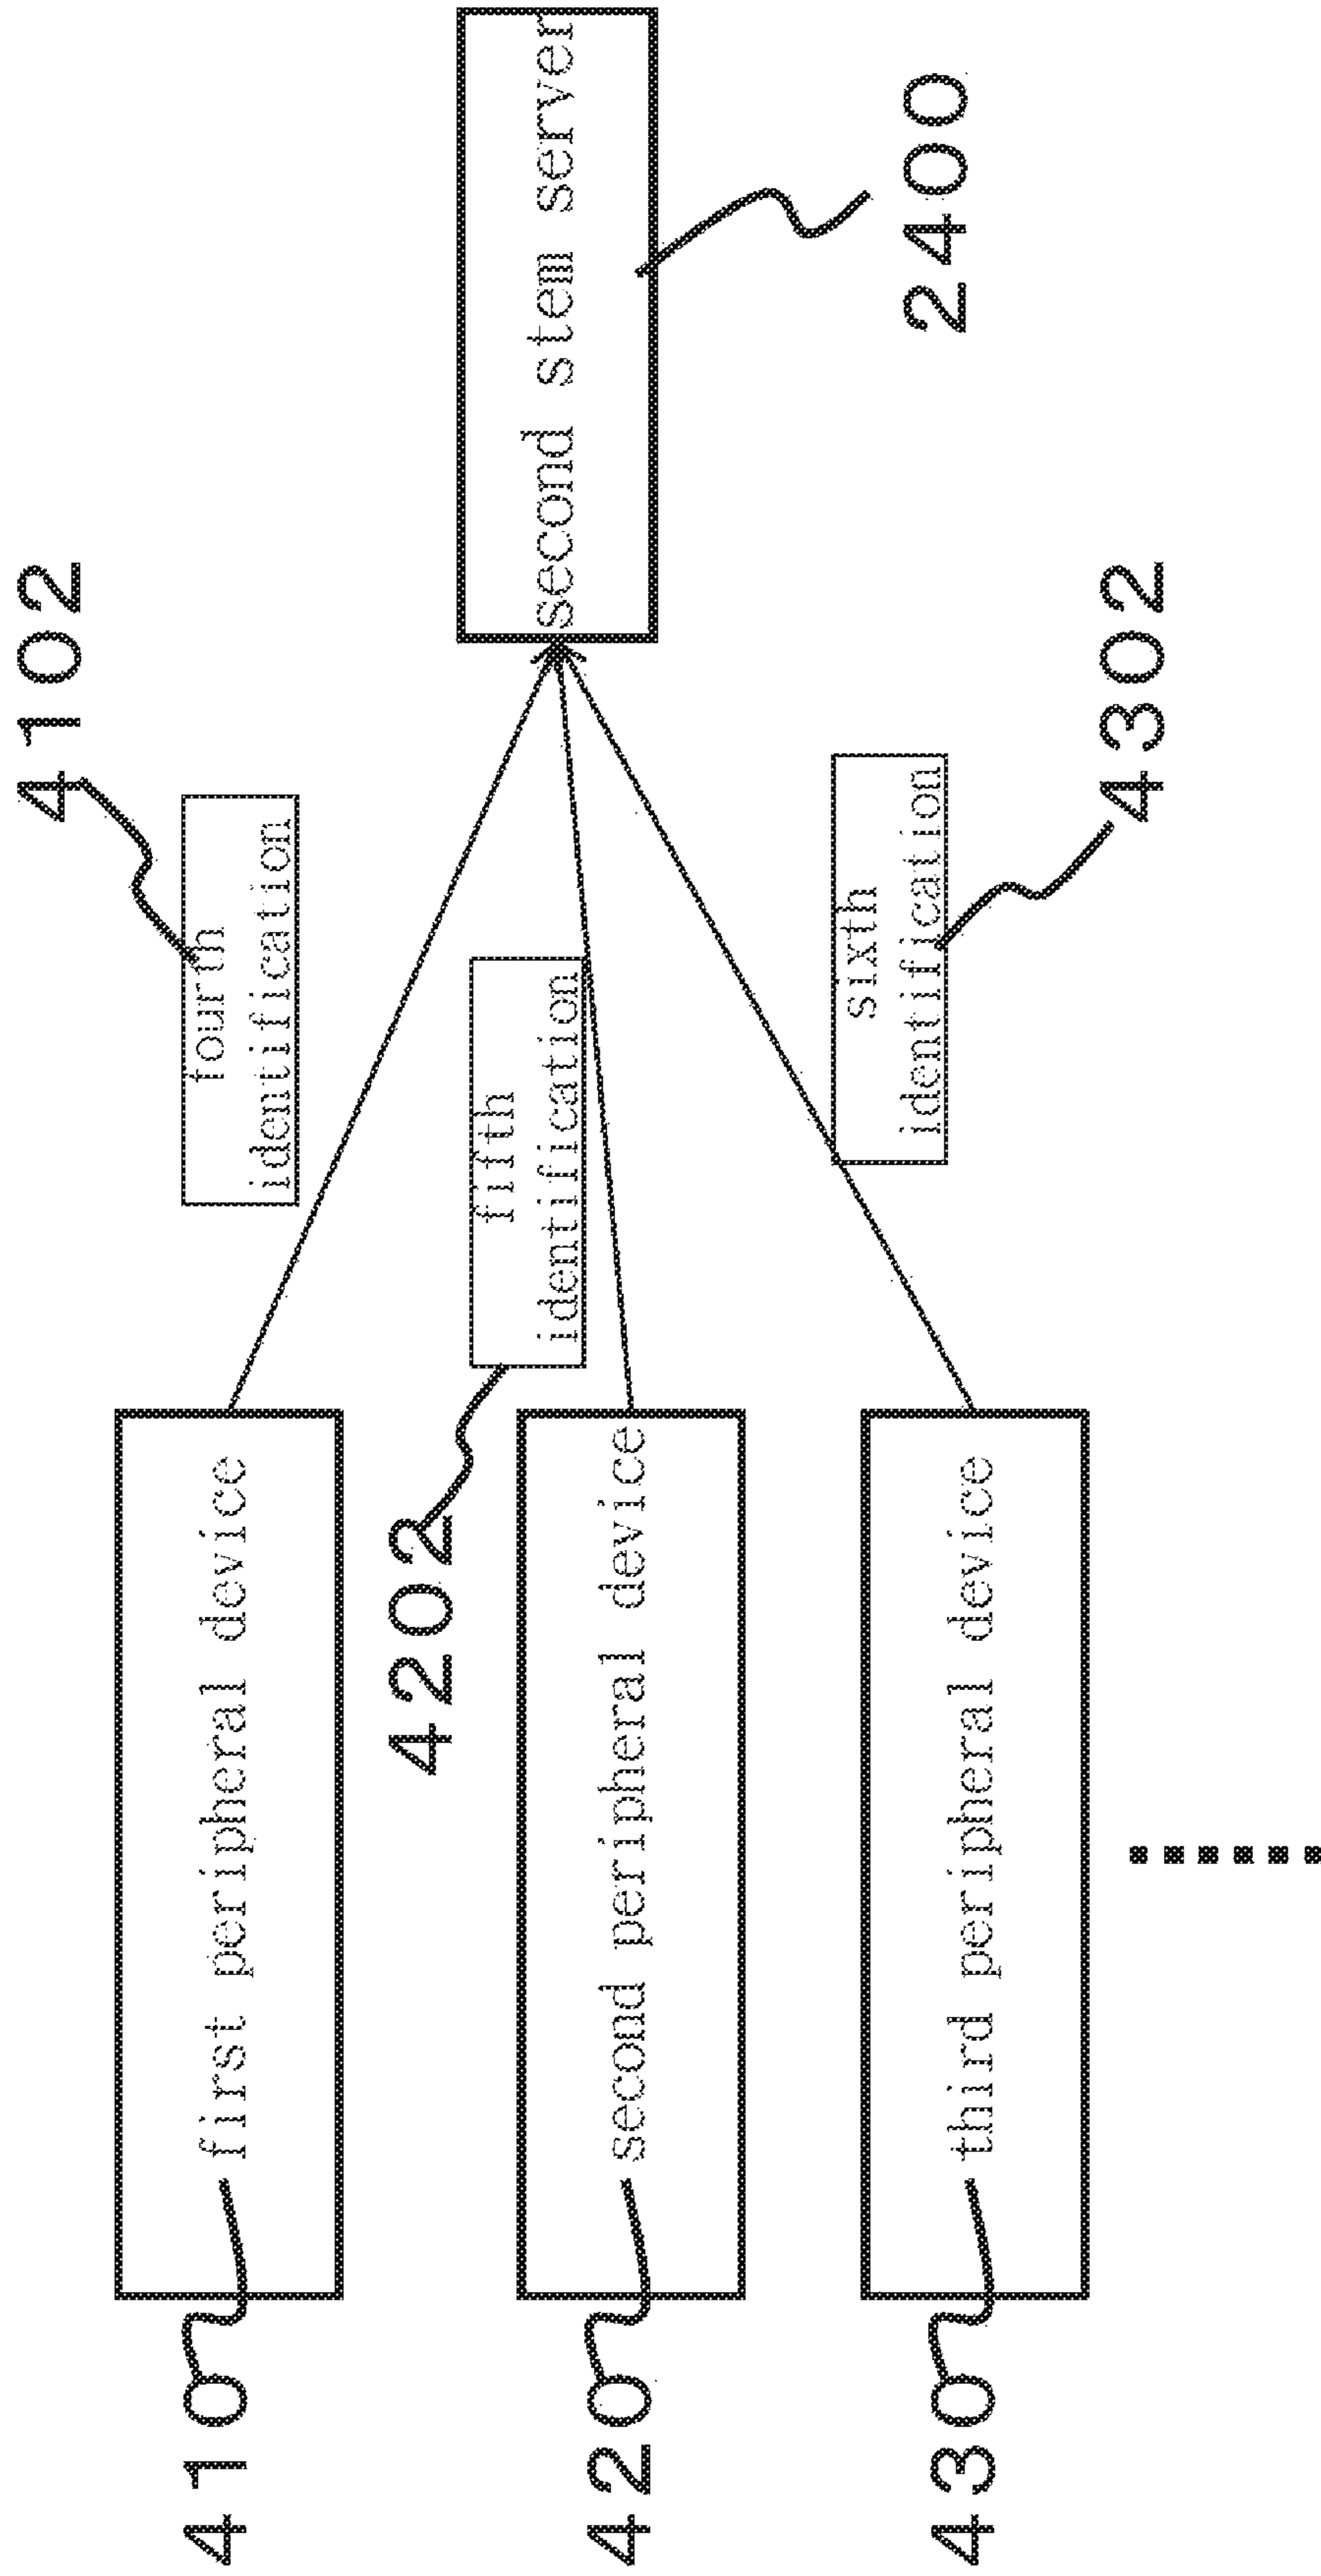 4102
fourth
identification
410
first peripheral device
4202
fifth
identification
second stem server
2400
420
second peripheral device
sixth
identification
4302
430
third peripheral device